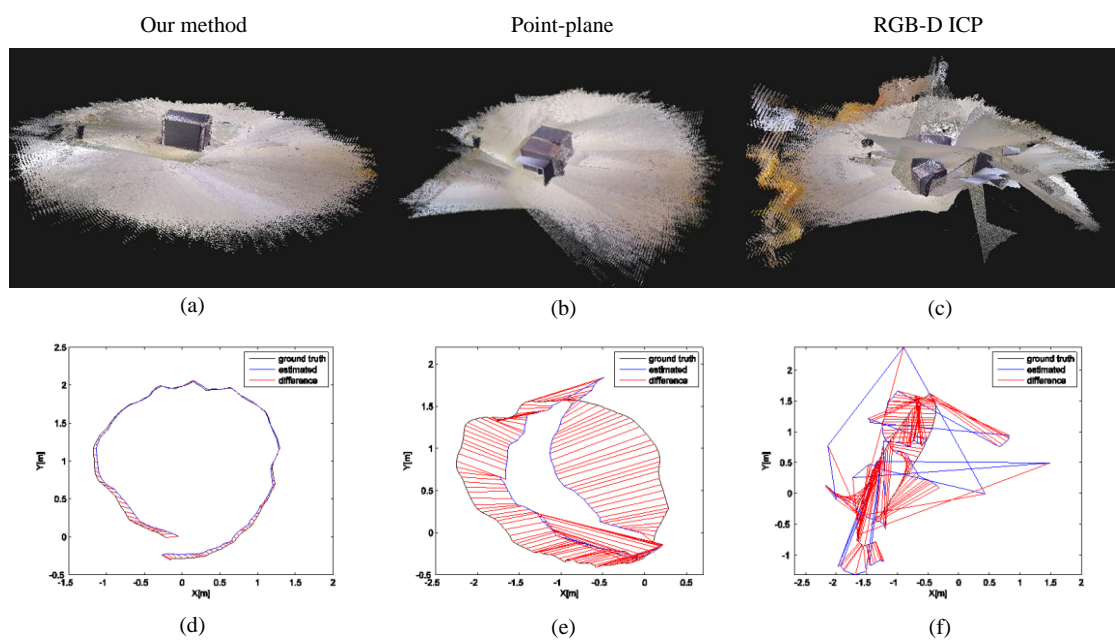 Our method Point-plane RGB-D ICP
(a) (b) (c)
ground truth
estimated
difference
2.5
2
1.5
1
0.5
0
-0.5
Y[m]
-1.5 -1 -0.5 0 0.5 1 1.5 2
X[m]
ground truth
estimated
difference
2.5
2
1.5
1
0.5
0
-0.5
Y[m]
-2.5 -2 -1.5 -1 -0.5 0 0.5
X[m]
ground truth
estimated
difference
2
1.5
1
0.5
0
-0.5
-1
Y[m]
-2 -1.5 -1 -0.5 0 0.5 1 1.5 2
X[m]
(d) (e) (f)